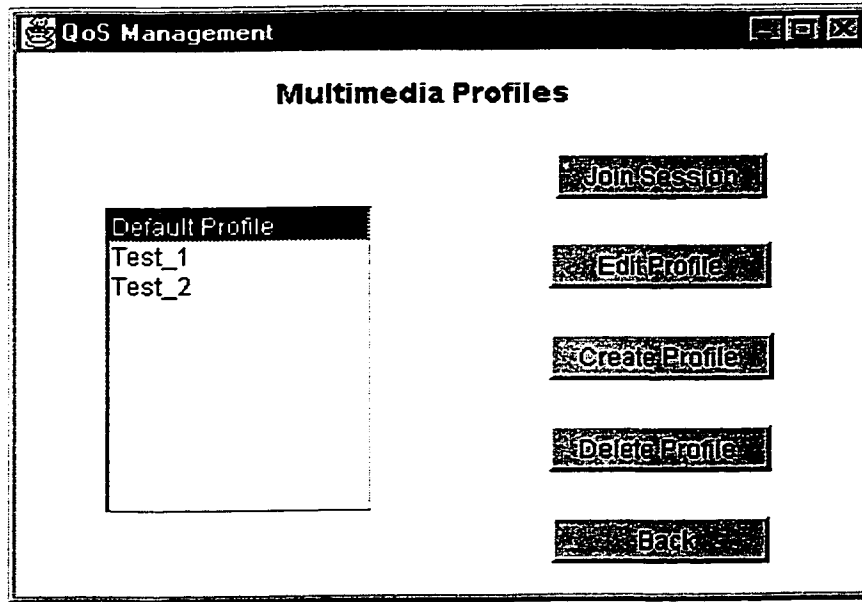 QoS Management
Multimedia Profiles
Default Profile
Test_1
Test_2
Join Session
Edit Profile
Create Profile
Delete Profile
Back